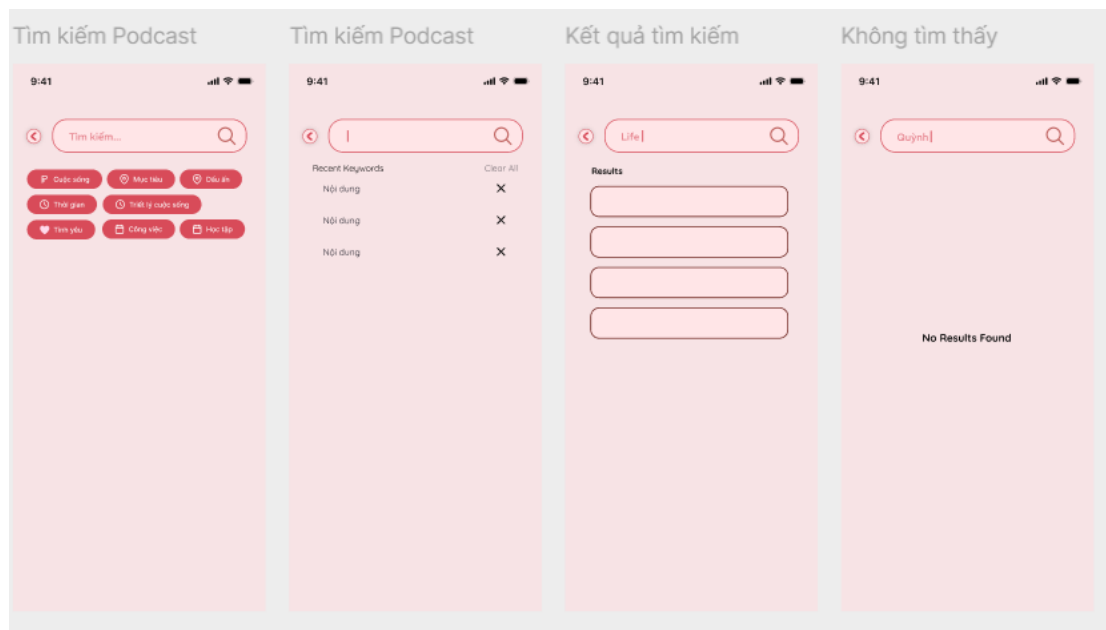 Tìm kiếm Podcast
9:41
Tìm kiếm...
Cuộc sống
Mục tiêu
Dấu ấn
Thời gian
Triết lý cuộc sống
Tình yêu
Công việc
Học tập
Tìm kiếm Podcast
9:41
Recent Keywords
Clear All
Nội dung
Nội dung
Nội dung
Kết quả tìm kiếm
9:41
Life
Results
Không tìm thấy
9:41
Quỳnh
No Results Found